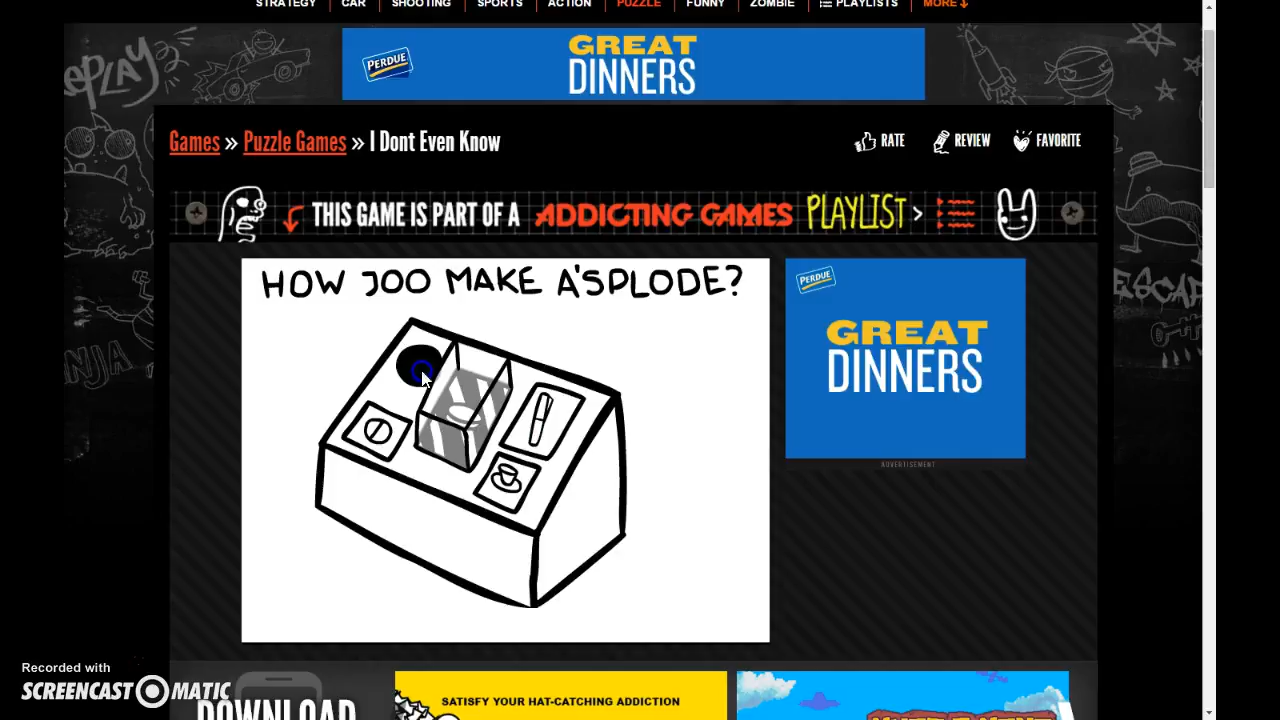 STRATEGY CAR SHOOTING SPORTS ACTION PUZZLE FUNNY ZOMBIE PLAYLISTS MORE
PERDUE
GREAT
DINNERS
Games » Puzzle Games » I Dont Even Know
RATE REVIEW FAVORITE
THIS GAME IS PART OF A ADDICTING GAMES PLAYLIST >
HOW JOO MAKE A'SPLODE?
PERDUE
GREAT
DINNERS
ADVERTISEMENT
Recorded with
SCREENCAST MATIC
DOWNLOAD
SATISFY YOUR HAT-CATCHING ADDICTION